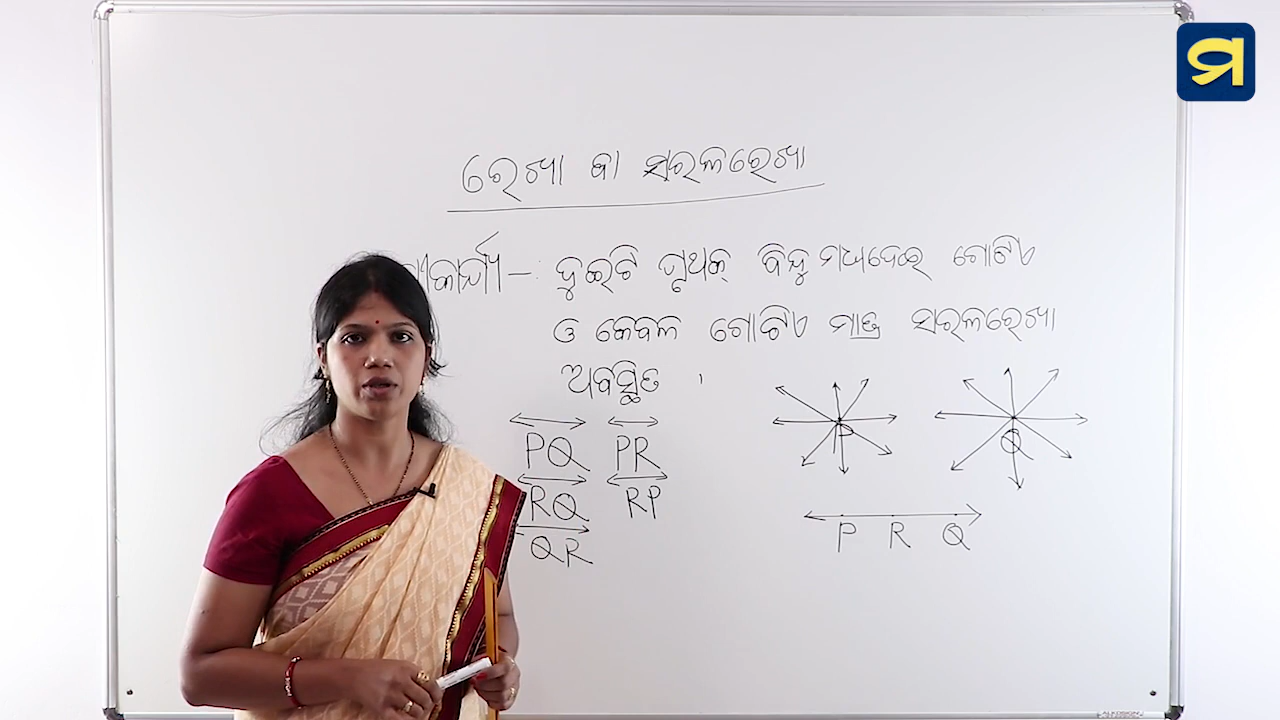 ରେଖା ବା ସରଳରେଖା
ଦୁଇଟି ପୃଥକ୍ ବିନ୍ଦୁ ମଧ୍ୟଦେଇ ଗୋଟିଏ
ଓ କେବଳ ଗୋଟିଏ ମାତ୍ର ସରଳରେଖା
ଅବସ୍ଥିତ ।
PQ PR
RQ RP
QR
P Q
P R Q
ମ